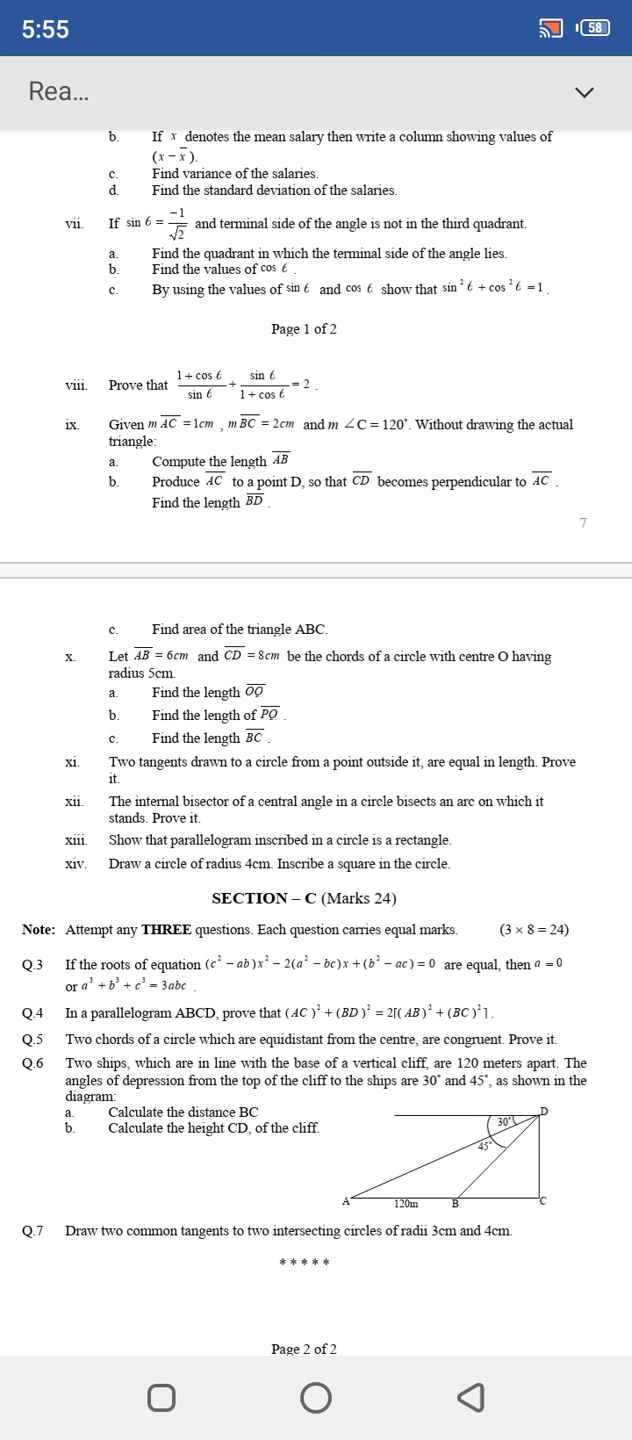 5:55
58
Rea...
b. If x denotes the mean salary then write a column showing values of
(x − x̄).
c. Find variance of the salaries.
d. Find the standard deviation of the salaries.
vii. If sin ϐ = −1/√2 and terminal side of the angle is not in the third quadrant.
a. Find the quadrant in which the terminal side of the angle lies.
b. Find the values of cos ϐ .
c. By using the values of sin ϐ and cos ϐ show that sin² ϐ + cos² ϐ = 1 .
Page 1 of 2
viii. Prove that (1 + cos ϐ)/(sin ϐ) + (sin ϐ)/(1 + cos ϐ) = 2 .
ix. Given m A̅C̅ = 1cm , m B̅C̅ = 2cm and m ∠C = 120°. Without drawing the actual
triangle:
a. Compute the length A̅B̅
b. Produce A̅C̅ to a point D, so that C̅D̅ becomes perpendicular to A̅C̅ .
Find the length B̅D̅ .
7
c. Find area of the triangle ABC.
x. Let A̅B̅ = 6cm and C̅D̅ = 8cm be the chords of a circle with centre O having
radius 5cm.
a. Find the length O̅Q̅
b. Find the length of P̅Q̅ .
c. Find the length B̅C̅ .
xi. Two tangents drawn to a circle from a point outside it, are equal in length. Prove
it.
xii. The internal bisector of a central angle in a circle bisects an arc on which it
stands. Prove it.
xiii. Show that parallelogram inscribed in a circle is a rectangle.
xiv. Draw a circle of radius 4cm. Inscribe a square in the circle.
SECTION – C (Marks 24)
Note: Attempt any THREE questions. Each question carries equal marks. (3 × 8 = 24)
Q.3 If the roots of equation (c² − ab)x² − 2(a² − bc)x + (b² − ac) = 0 are equal, then a = 0
or a³ + b³ + c³ = 3abc .
Q.4 In a parallelogram ABCD, prove that (AC)² + (BD)² = 2[(AB)² + (BC)²].
Q.5 Two chords of a circle which are equidistant from the centre, are congruent. Prove it.
Q.6 Two ships, which are in line with the base of a vertical cliff, are 120 meters apart. The
angles of depression from the top of the cliff to the ships are 30° and 45°, as shown in the
diagram:
a. Calculate the distance BC
b. Calculate the height CD, of the cliff.
D
30°
45°
A 120m B C
Q.7 Draw two common tangents to two intersecting circles of radii 3cm and 4cm.
* * * * *
Page 2 of 2